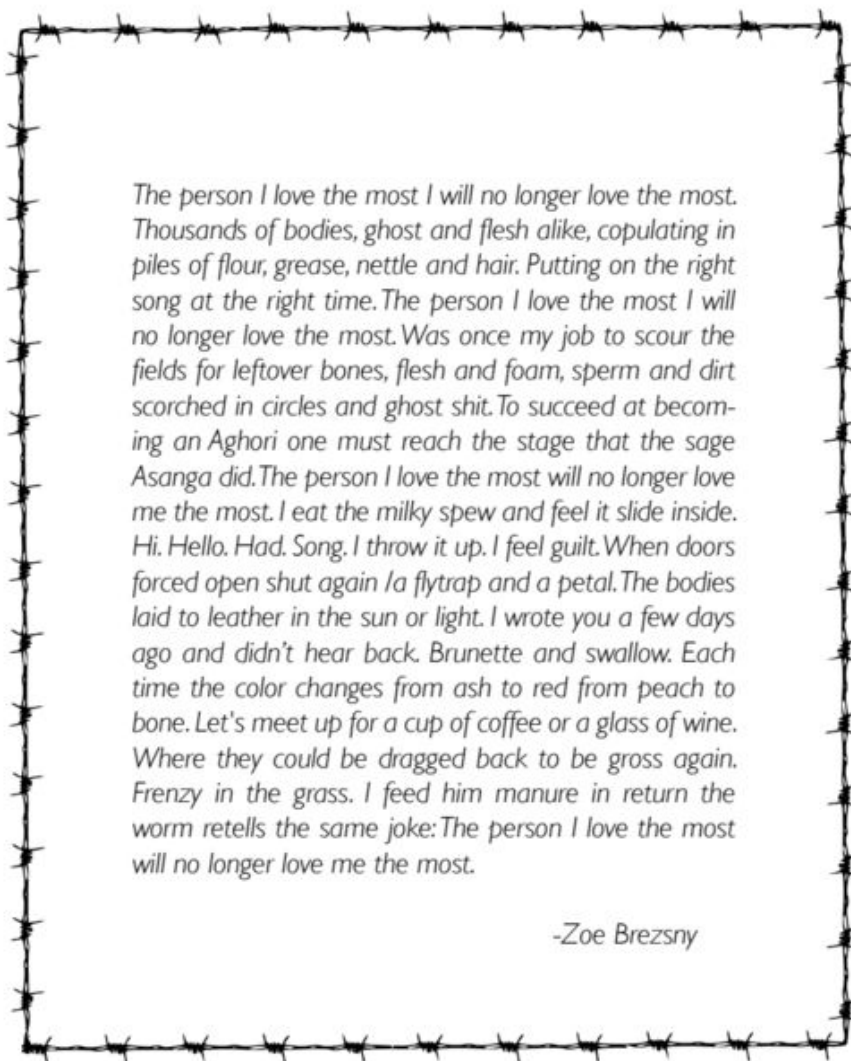 The person I love the most I will no longer love the most.
Thousands of bodies, ghost and flesh alike, copulating in
piles of flour, grease, nettle and hair. Putting on the right
song at the right time. The person I love the most I will
no longer love the most. Was once my job to scour the
fields for leftover bones, flesh and foam, sperm and dirt
scorched in circles and ghost shit. To succeed at becom-
ing an Aghori one must reach the stage that the sage
Asanga did. The person I love the most will no longer love
me the most. I eat the milky spew and feel it slide inside.
Hi. Hello. Had. Song. I throw it up. I feel guilt. When doors
forced open shut again /a flytrap and a petal. The bodies
laid to leather in the sun or light. I wrote you a few days
ago and didn't hear back. Brunette and swallow. Each
time the color changes from ash to red from peach to
bone. Let's meet up for a cup of coffee or a glass of wine.
Where they could be dragged back to be gross again.
Frenzy in the grass. I feed him manure in return the
worm retells the same joke: The person I love the most
will no longer love me the most.
-Zoe Brezsny